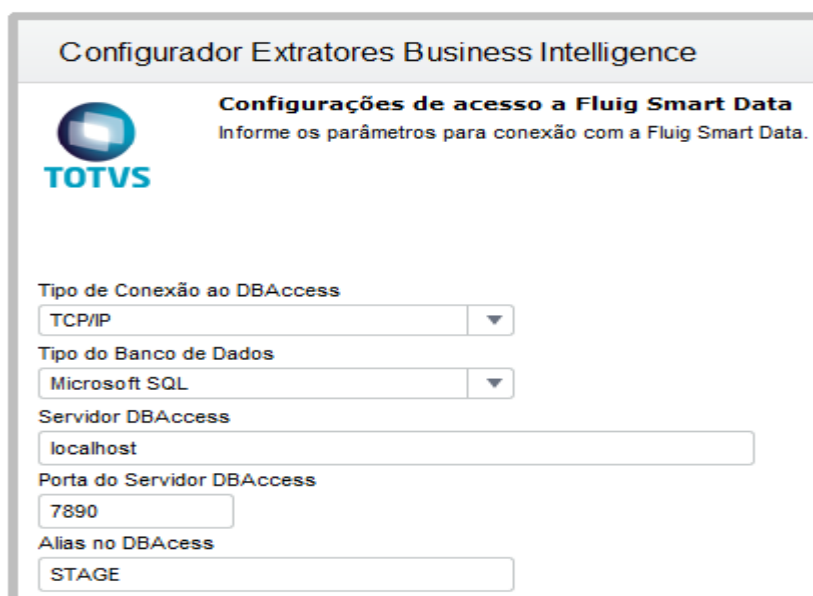 Configurador Extratores Business Intelligence
Configurações de acesso a Fluig Smart Data
Informe os parâmetros para conexão com a Fluig Smart Data.
TOTVS
Tipo de Conexão ao DBAccess
TCP/IP
Tipo do Banco de Dados
Microsoft SQL
Servidor DBAccess
localhost
Porta do Servidor DBAccess
7890
Alias no DBAcess
STAGE